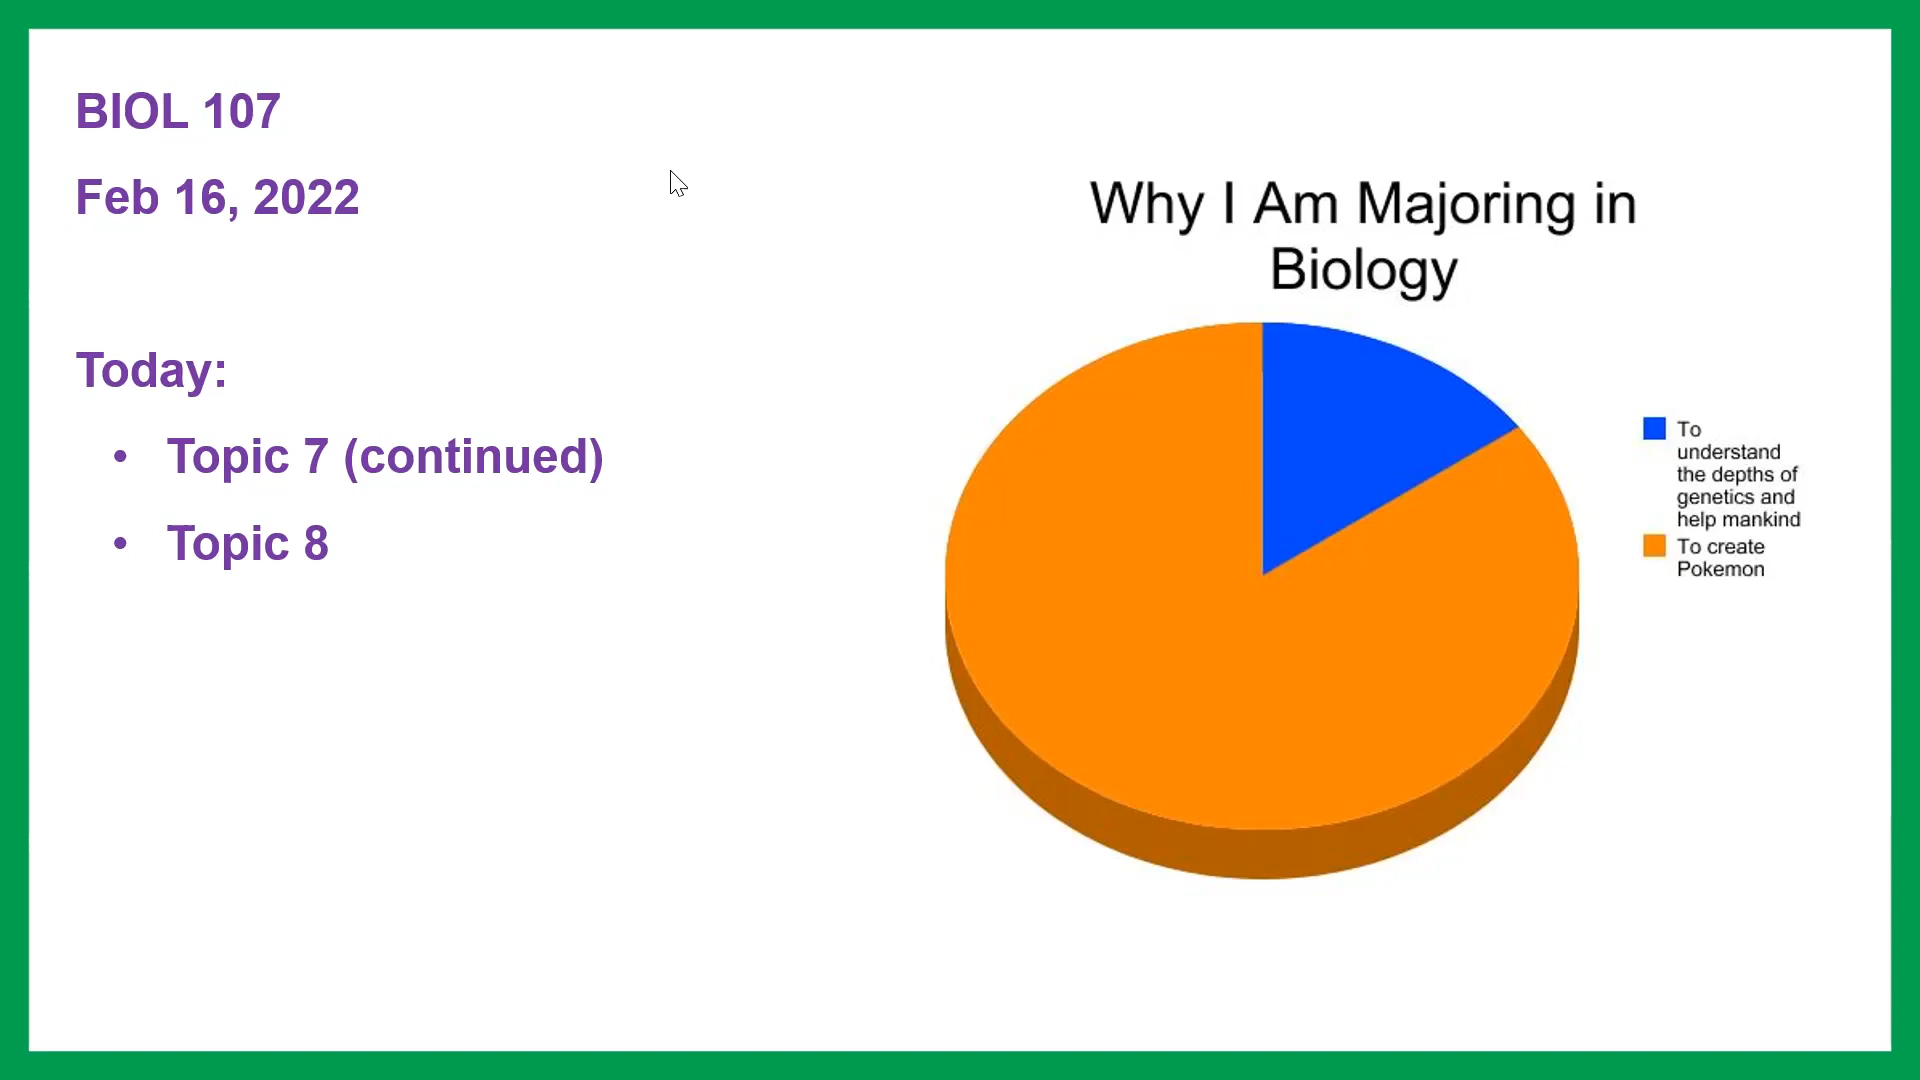 BIOL 107
Feb 16, 2022
Today:
• Topic 7 (continued)
• Topic 8
Why I Am Majoring in
Biology
To
understand
the depths of
genetics and
help mankind
To create
Pokemon